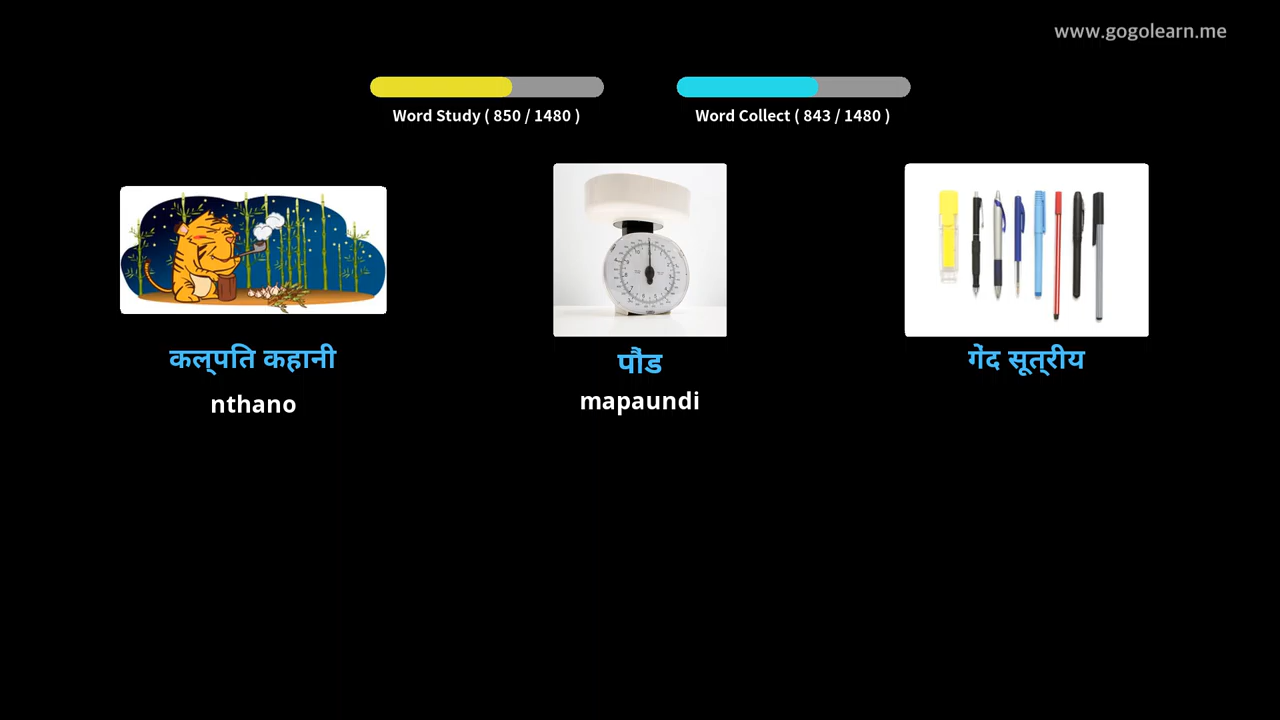 www.gogolearn.me
Word Study ( 850 / 1480 )
Word Collect ( 843 / 1480 )
कल्पति कहानी
पौंड
गेंद सूत्रीय
nthano
mapaundi